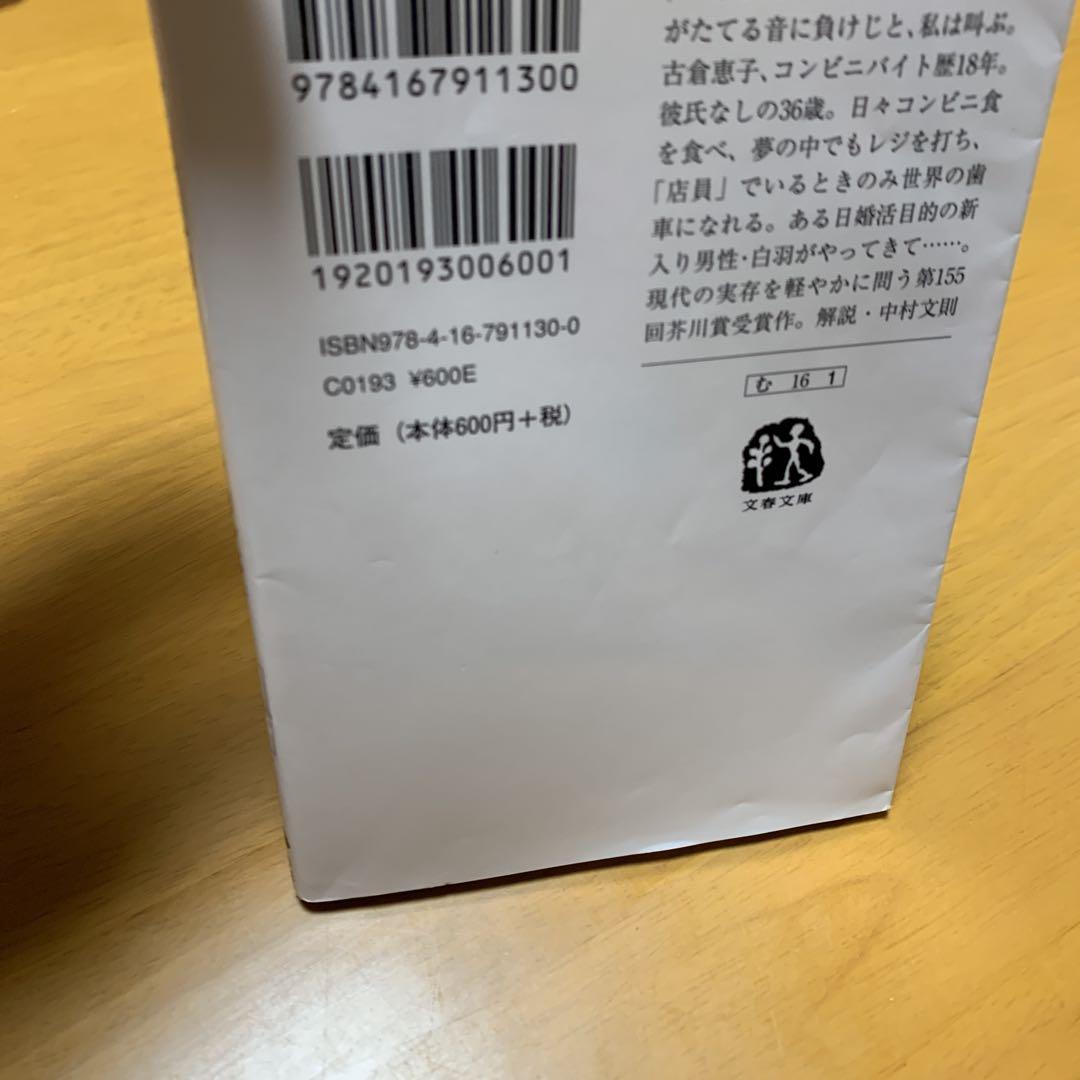 9784167911300
1920193006001
ISBN978-4-16-791130-0
C0193 ¥600E
定価（本体600円＋税）
がたてる音に負けじと、私は叫ぶ。
古倉恵子、コンビニバイト歴18年。
彼氏なしの36歳。日々コンビニ食
を食べ、夢の中でもレジを打ち、
「店員」でいるときのみ世界の歯
車になれる。ある日婚活目的の新
入り男性・白羽がやってきて……。
現代の実存を軽やかに問う第155
回芥川賞受賞作。解説・中村文則
む 16 1
文春文庫